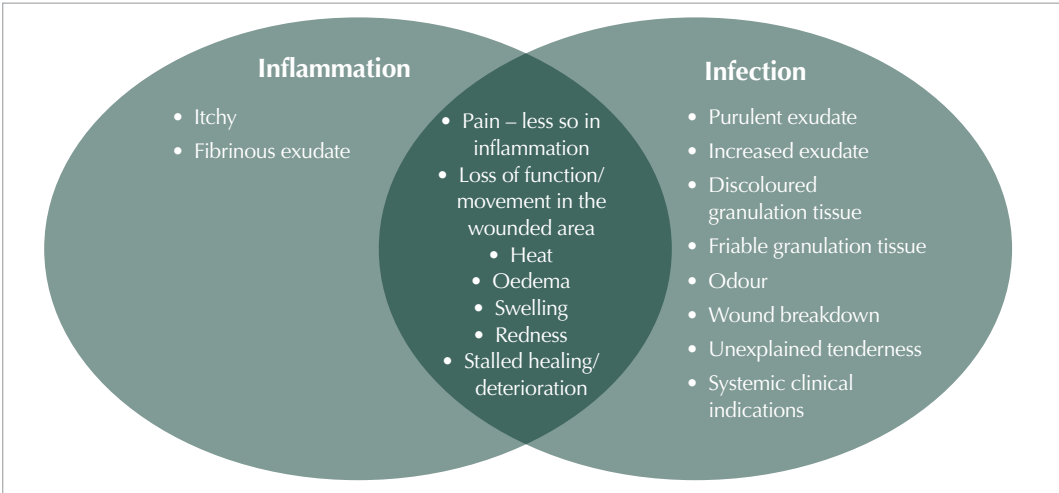 Inflammation
• Itchy
• Fibrinous exudate
• Pain – less so in
inflammation
• Loss of function/
movement in the
wounded area
• Heat
• Oedema
• Swelling
• Redness
• Stalled healing/
deterioration
Infection
• Purulent exudate
• Increased exudate
• Discoloured
granulation tissue
• Friable granulation tissue
• Odour
• Wound breakdown
• Unexplained tenderness
• Systemic clinical
indications